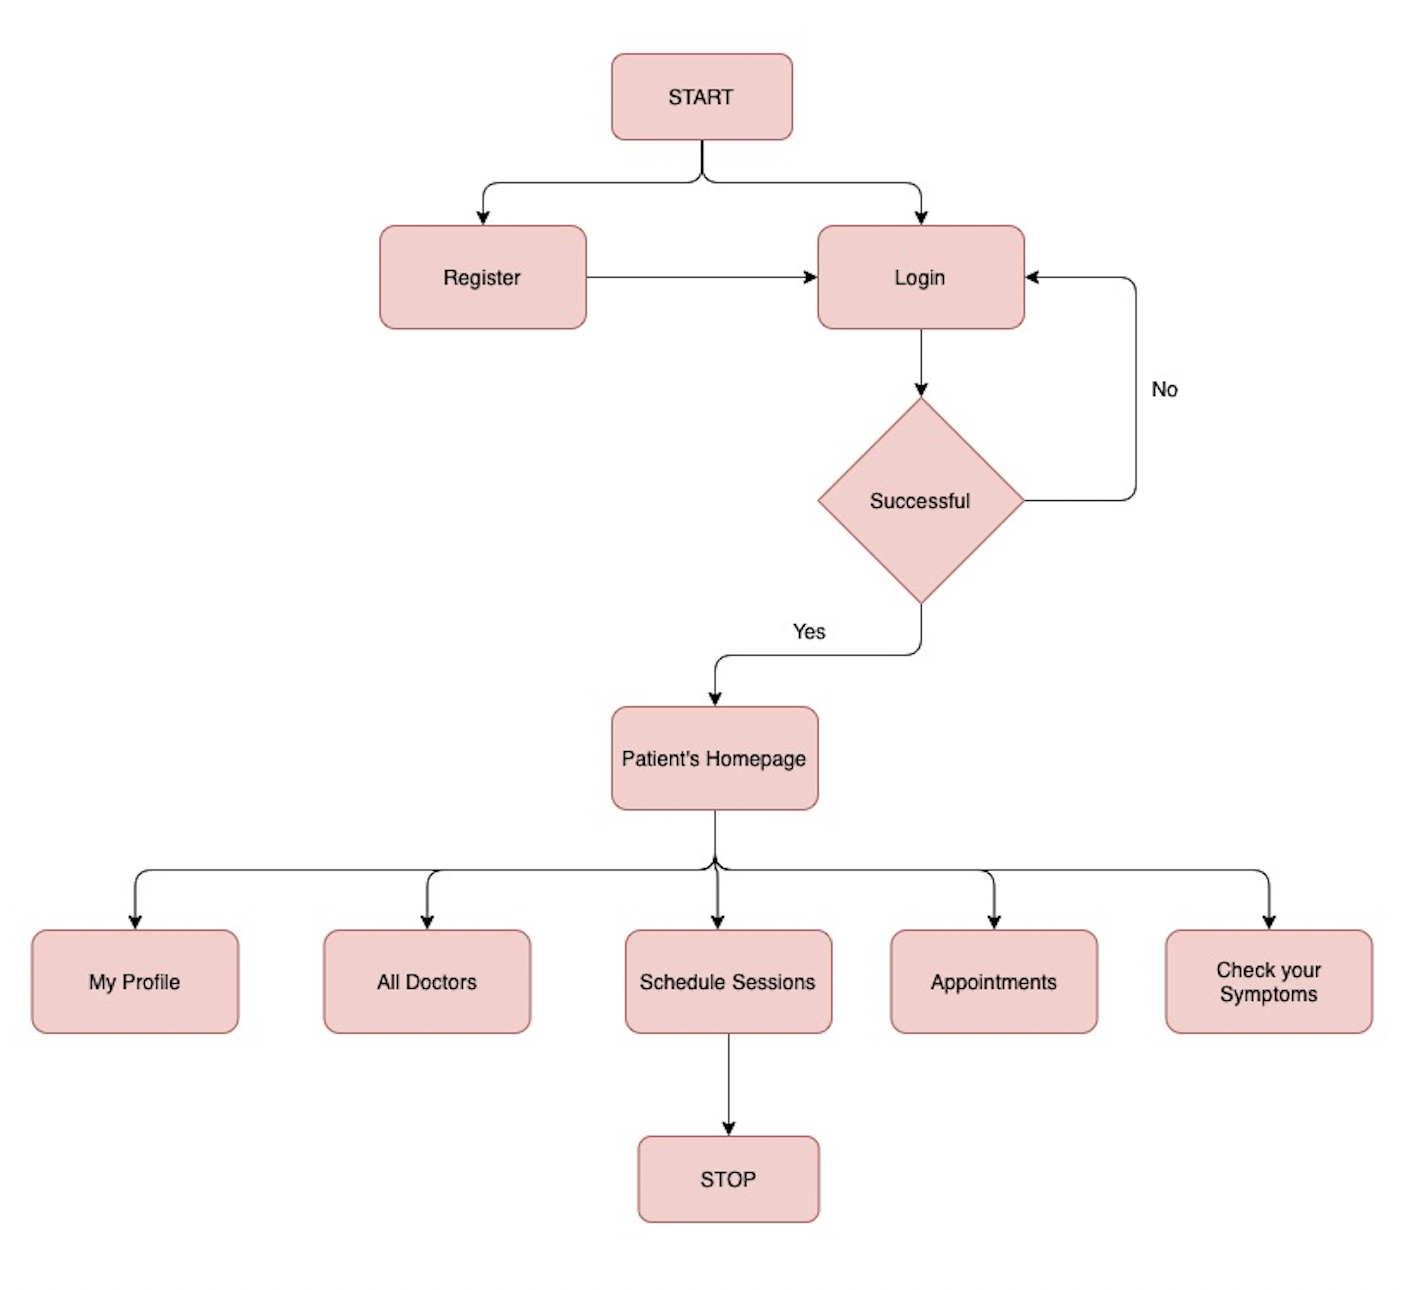 START
Register
Login
No
Successful
Yes
Patient's Homepage
My Profile
All Doctors
Schedule Sessions
Appointments
Check your
Symptoms
STOP